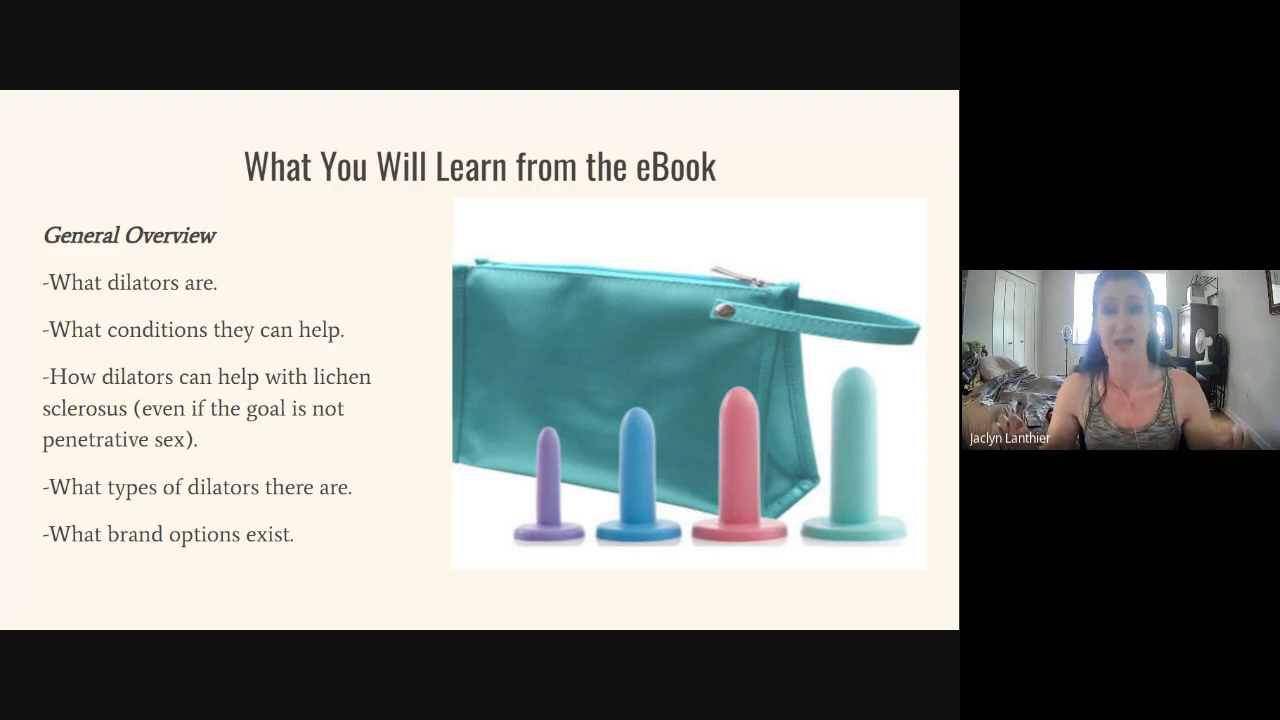 What You Will Learn from the eBook
General Overview
-What dilators are.
-What conditions they can help.
-How dilators can help with lichen
sclerosus (even if the goal is not
penetrative sex).
-What types of dilators there are.
-What brand options exist.
Jaclyn Lanthier